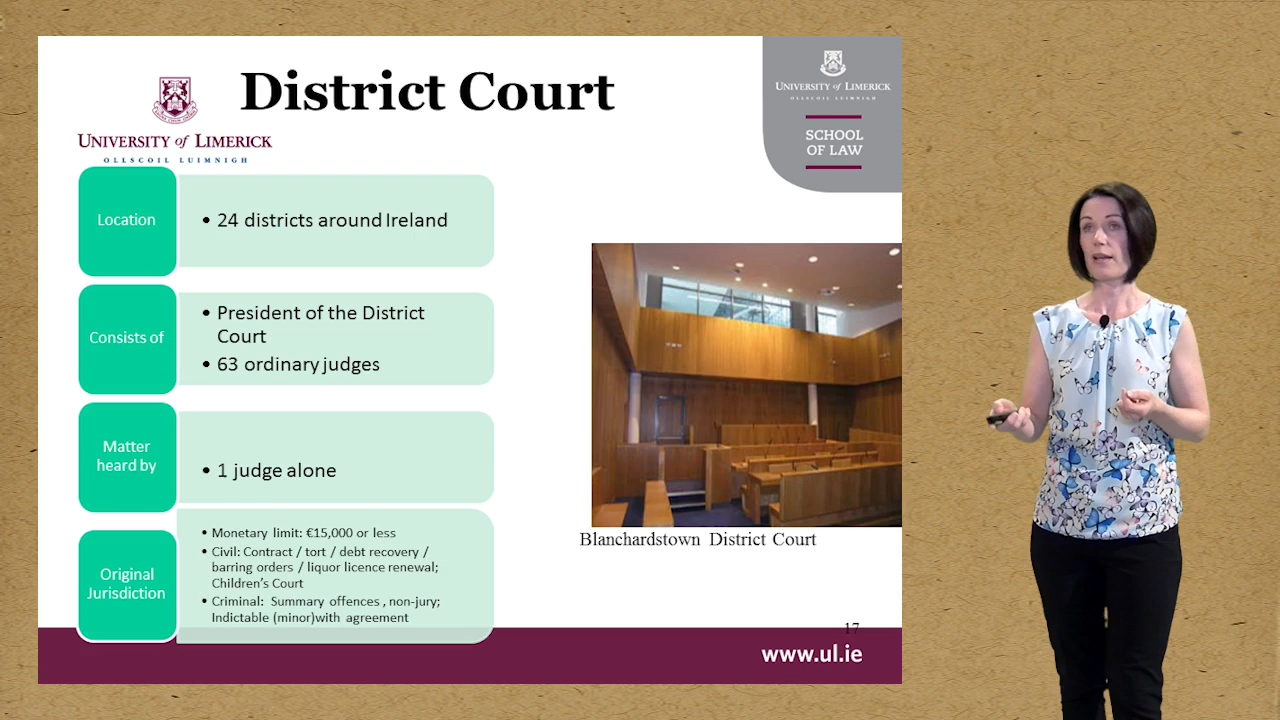 District Court
UNIVERSITY of LIMERICK
OLLSCOIL LUIMNIGH
UNIVERSITY of LIMERICK
OLLSCOIL LUIMNIGH
SCHOOL
OF LAW
Location
• 24 districts around Ireland
Consists of
• President of the District
Court
• 63 ordinary judges
Matter
heard by
• 1 judge alone
Original
Jurisdiction
• Monetary limit: €15,000 or less
• Civil: Contract / tort / debt recovery /
barring orders / liquor licence renewal;
Children's Court
• Criminal: Summary offences , non-jury;
Indictable (minor)with agreement
Blanchardstown District Court
17
www.ul.ie